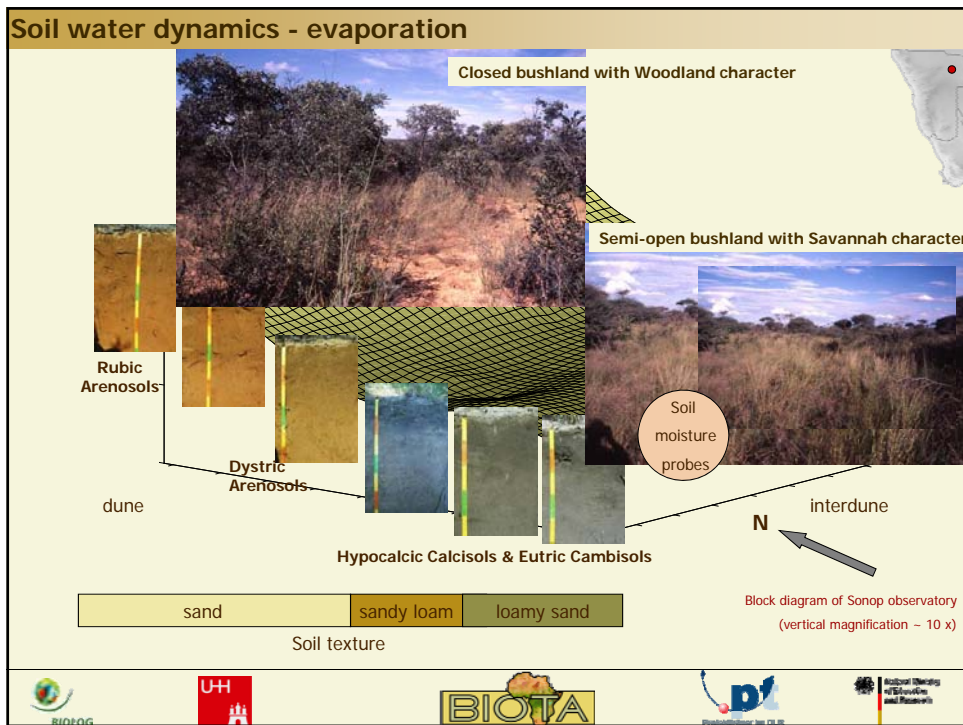 Soil water dynamics - evaporation
Closed bushland with Woodland character
Semi-open bushland with Savannah character
Rubic
Arenosols
Soil
moisture
probes
Dystric
Arenosols
dune
interdune
N
Hypocalcic Calcisols & Eutric Cambisols
sand
sandy loam
loamy sand
Block diagram of Sonop observatory
(vertical magnification ~ 10 x)
Soil texture
BIOLOG
UHH
BIOTA
pt